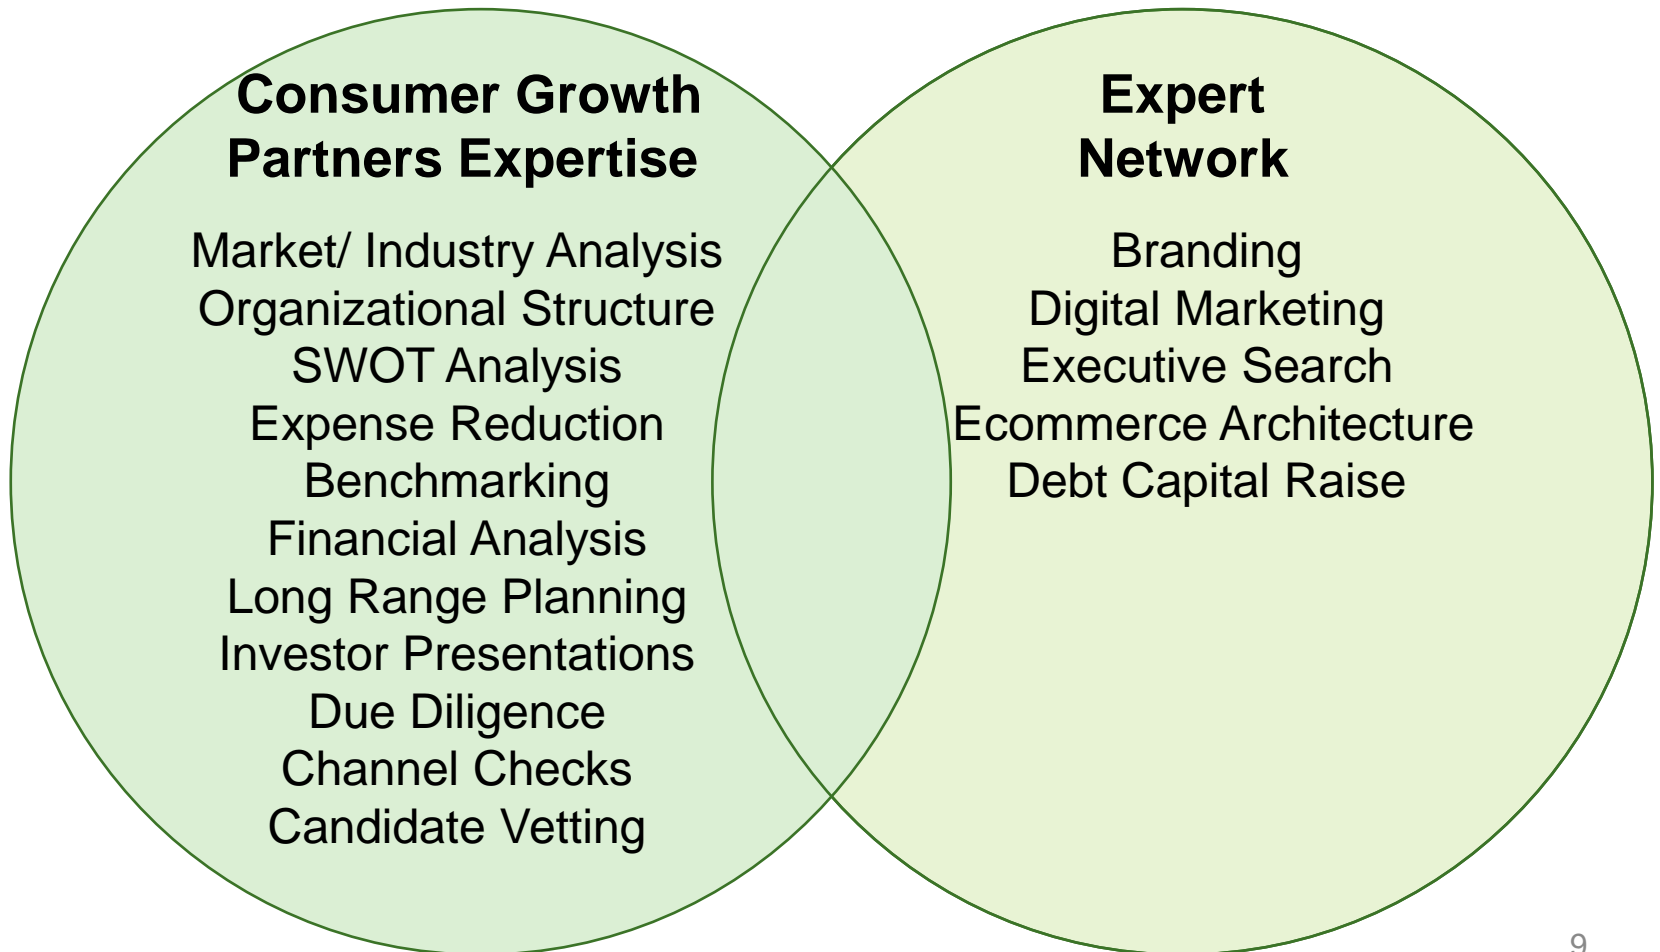 Consumer Growth
Partners Expertise
Market/ Industry Analysis
Organizational Structure
SWOT Analysis
Expense Reduction
Benchmarking
Financial Analysis
Long Range Planning
Investor Presentations
Due Diligence
Channel Checks
Candidate Vetting
Expert
Network
Branding
Digital Marketing
Executive Search
Ecommerce Architecture
Debt Capital Raise
9